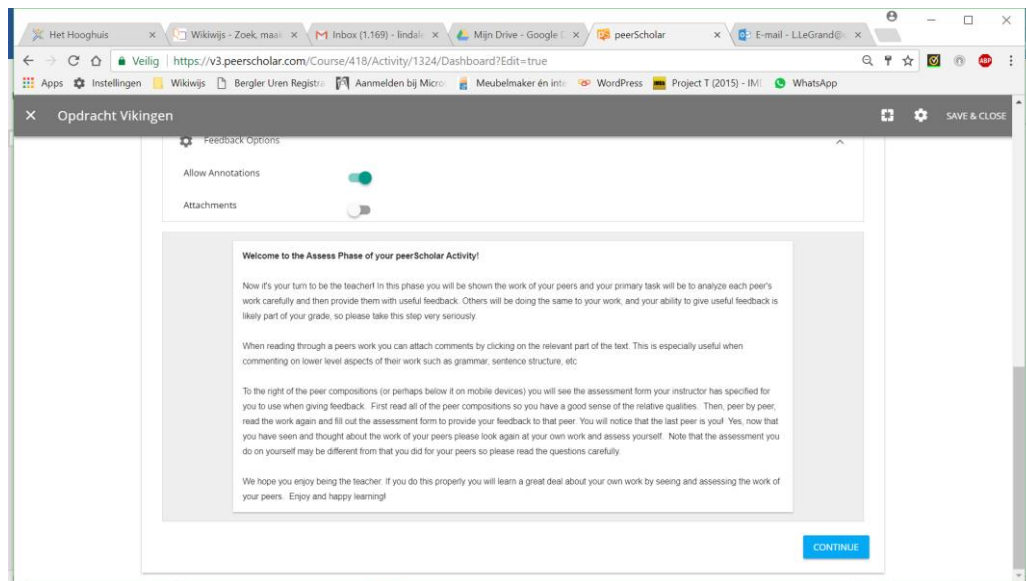 Het Hooghuis
Wikiwijs - Zoek, maak
Inbox (1.169) - lindale
Mijn Drive - Google D
peerScholar
E-mail - L.LeGrand@
Veilig | https://v3.peerscholar.com/Course/418/Activity/1324/Dashboard?Edit=true
Apps Instellingen Wikiwijs Bergler Uren Registra Aanmelden bij Micro Meubelmaker én inte WordPress Project T (2015) - IM WhatsApp
Opdracht Vikingen
SAVE & CLOSE
Feedback Options
Allow Annotations
Attachments
Welcome to the Assess Phase of your peerScholar Activity!
Now it's your turn to be the teacher! In this phase you will be shown the work of your peers and your primary task will be to analyze each peer's
work carefully and then provide them with useful feedback. Others will be doing the same to your work, and your ability to give useful feedback is
likely part of your grade, so please take this step very seriously.
When reading through a peers work you can attach comments by clicking on the relevant part of the text. This is especially useful when
commenting on lower level aspects of their work such as grammar, sentence structure, etc
To the right of the peer compositions (or perhaps below it on mobile devices) you will see the assessment form your instructor has specified for
you to use when giving feedback. First read all of the peer compositions so you have a good sense of the relative qualities. Then, peer by peer,
read the work again and fill out the assessment form to provide your feedback to that peer. You will notice that the last peer is you! Yes, now that
you have seen and thought about the work of your peers please look again at your own work and assess yourself. Note that the assessment you
do on yourself may be different from that you did for your peers so please read the questions carefully.
We hope you enjoy being the teacher. If you do this properly you will learn a great deal about your own work by seeing and assessing the work of
your peers. Enjoy and happy learning!
CONTINUE